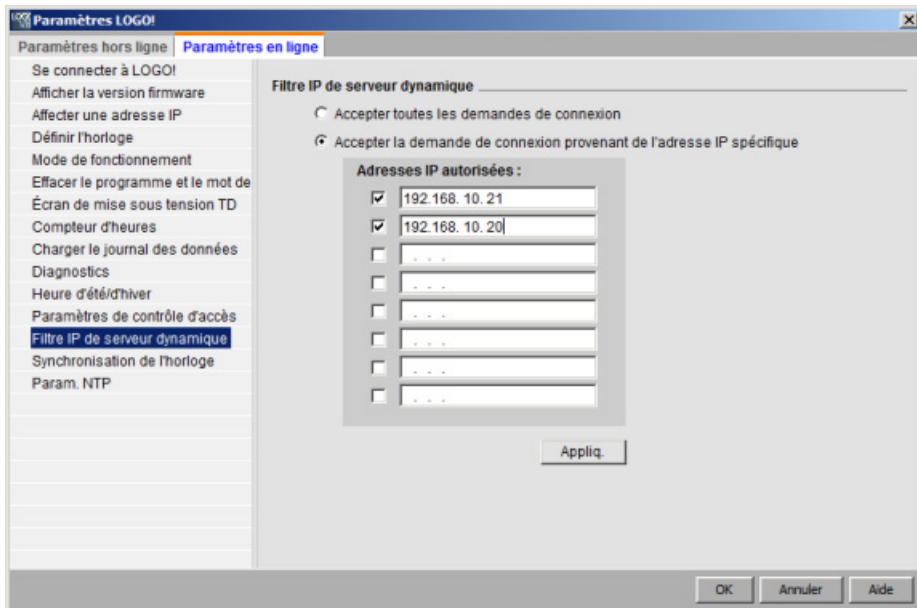 Paramètres LOGO!
Paramètres hors ligne
Paramètres en ligne
Se connecter à LOGO!
Afficher la version firmware
Affecter une adresse IP
Définir l'horloge
Mode de fonctionnement
Effacer le programme et le mot de
Écran de mise sous tension TD
Compteur d'heures
Charger le journal des données
Diagnostics
Heure d'été/d'hiver
Paramètres de contrôle d'accès
Filtre IP de serveur dynamique
Synchronisation de l'horloge
Param. NTP
Filtre IP de serveur dynamique
Accepter toutes les demandes de connexion
Accepter la demande de connexion provenant de l'adresse IP spécifique
Adresses IP autorisées :
192.168. 10. 21
192.168. 10. 20
. . .
. . .
. . .
. . .
. . .
. . .
Appliq.
OK
Annuler
Aide